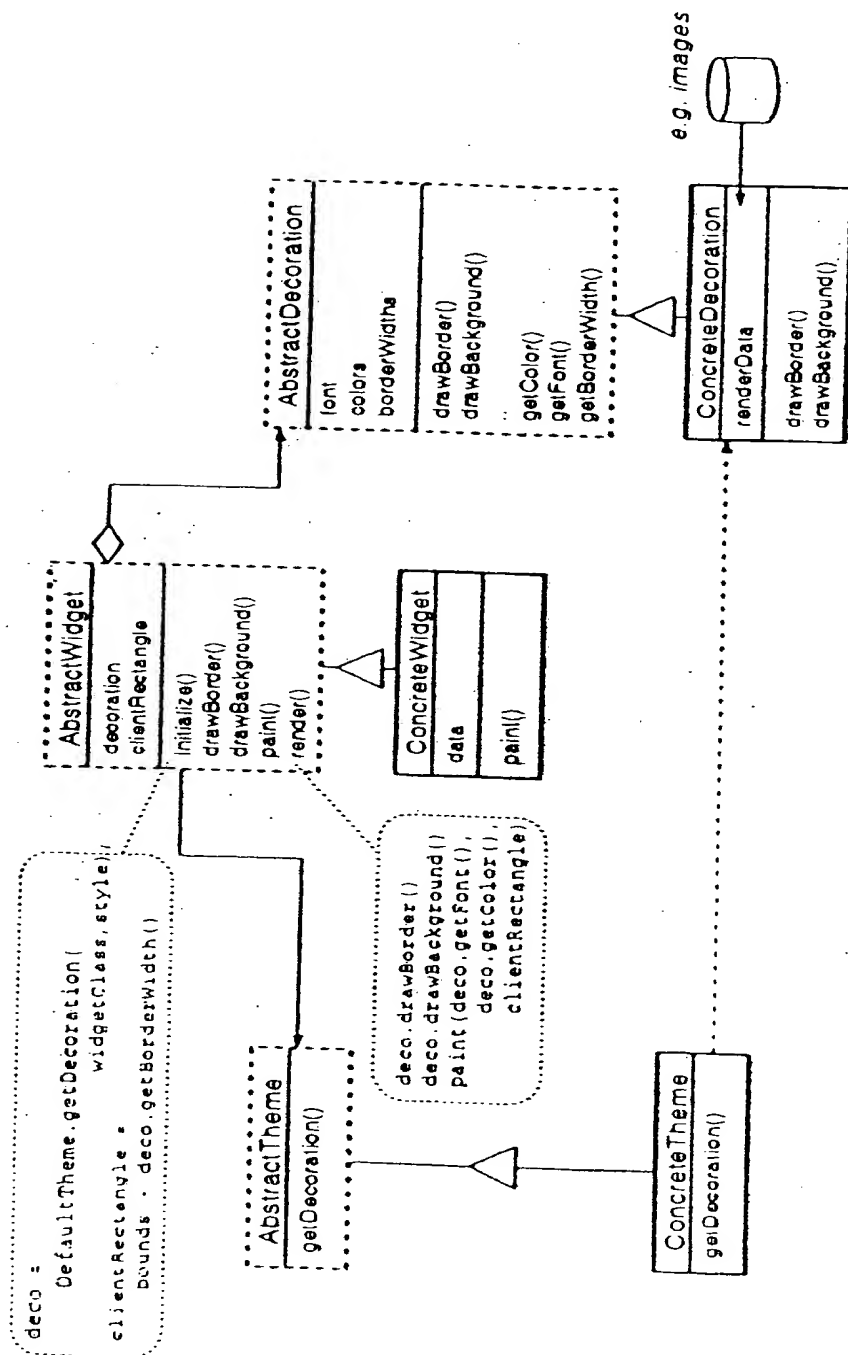 deco =
DefaultTheme.getDecoration(
widgetClass,style);
clientRectangle =
bounds - deco.getBorderWidth()
AbstractWidget
decoration
clientRectangle
Initialize()
drawBorder()
drawBackground()
paint()
render()
AbstractDecoration
font
colors
borderWidths
drawBorder()
drawBackground()
..
getColor()
getFont()
getBorderWidth()
AbstractTheme
getDecoration()
deco.drawBorder()
deco.drawBackground()
paint(deco.getFont(),
deco.getColor(),
clientRectangle)
ConcreteWidget
data
paint()
e.g. images
ConcreteTheme
getDecoration()
ConcreteDecoration
renderData
drawBorder()
drawBackground()